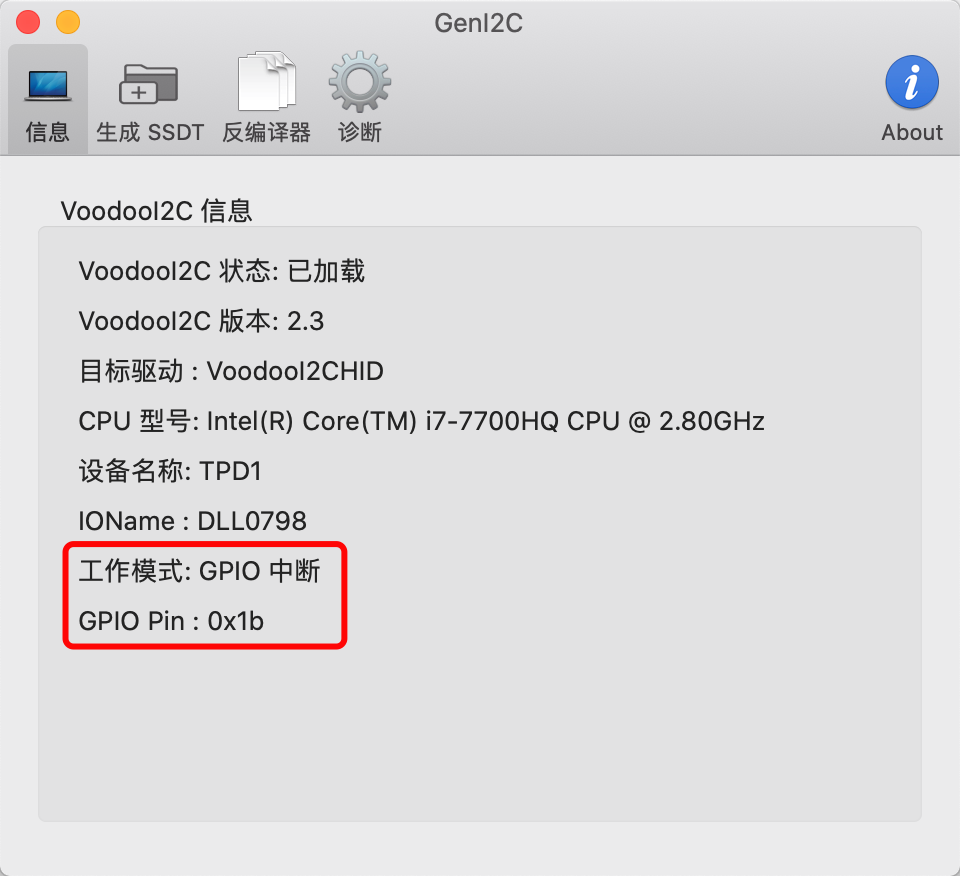 GenI2C
信息
生成 SSDT
反编译器
诊断
About
VoodooI2C 信息
VoodooI2C 状态: 已加载
VoodooI2C 版本: 2.3
目标驱动 : VoodooI2CHID
CPU 型号: Intel(R) Core(TM) i7-7700HQ CPU @ 2.80GHz
设备名称: TPD1
IOName : DLL0798
工作模式: GPIO 中断
GPIO Pin : 0x1b